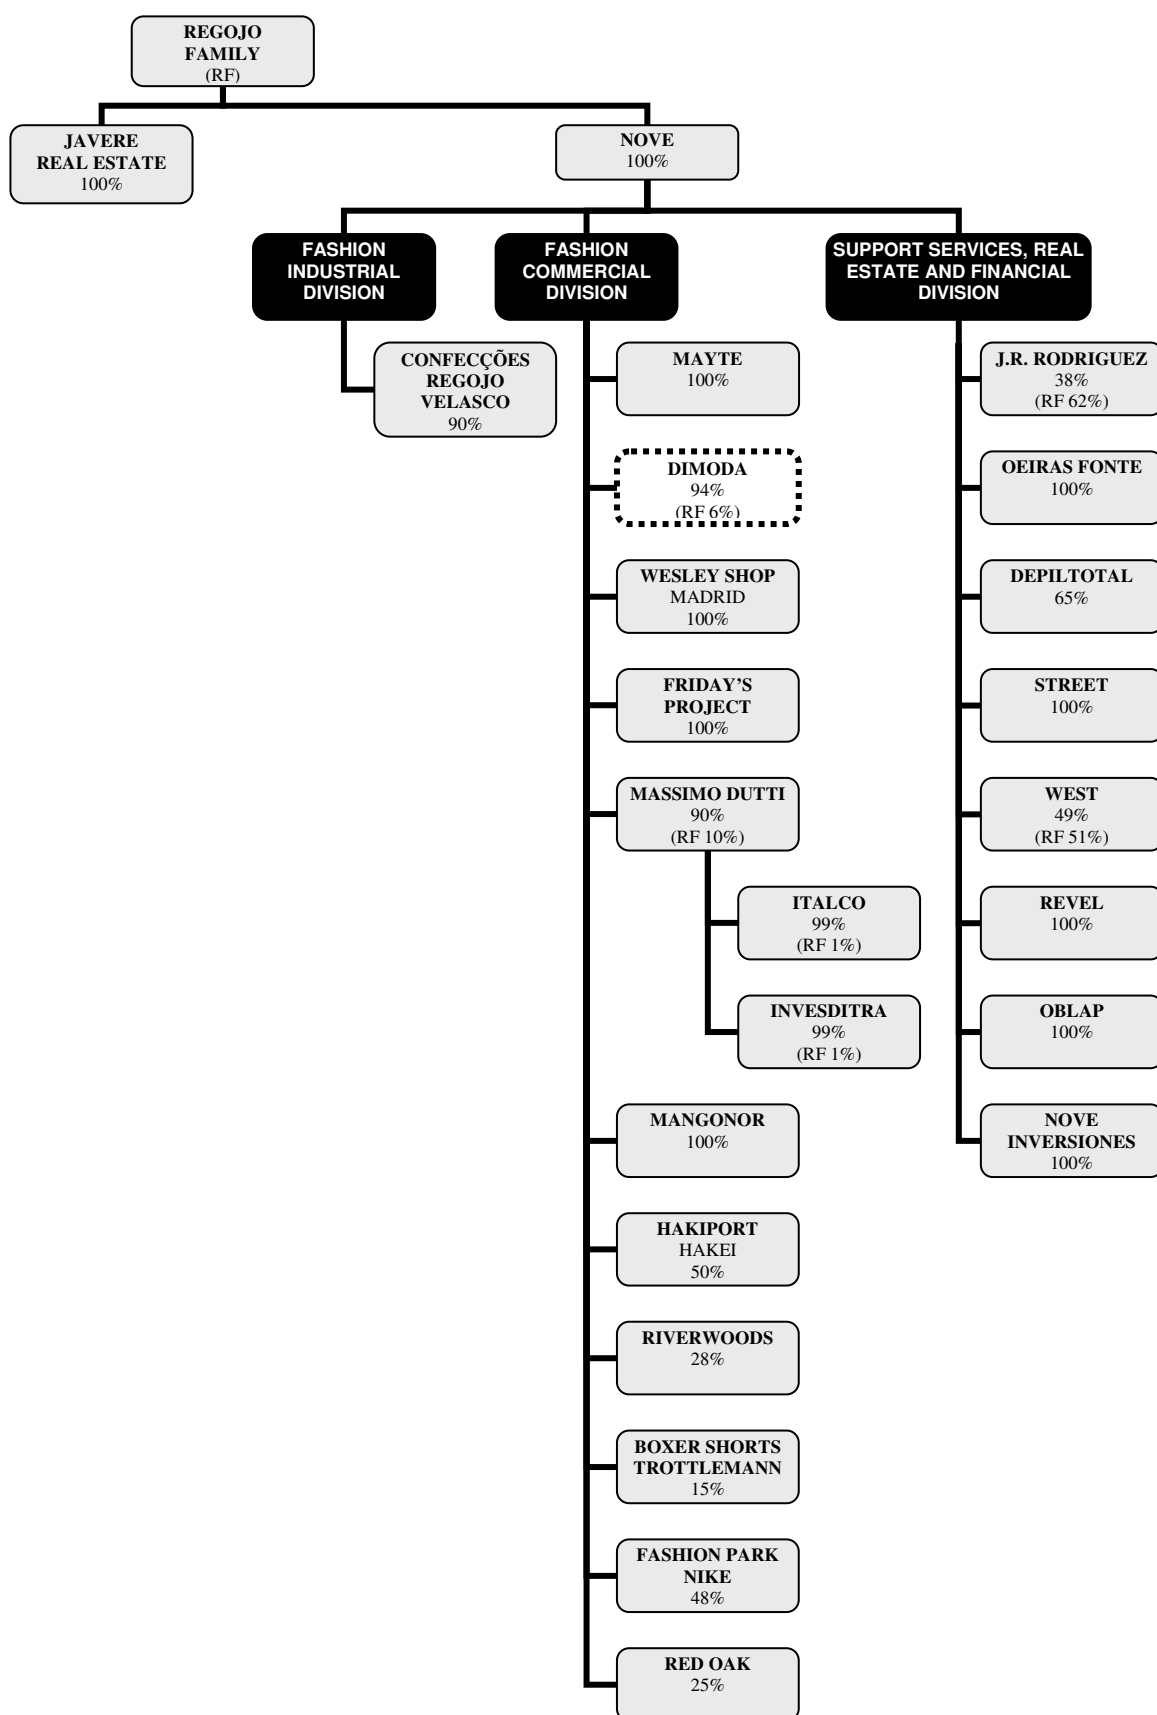 REGOJO
FAMILY
(RF)
JAVERE
REAL ESTATE
100%
NOVE
100%
FASHION
INDUSTRIAL
DIVISION
FASHION
COMMERCIAL
DIVISION
SUPPORT SERVICES, REAL
ESTATE AND FINANCIAL
DIVISION
CONFECÇÕES
REGOJO
VELASCO
90%
MAYTE
100%
DIMODA
94%
(RF 6%)
WESLEY SHOP
MADRID
100%
FRIDAY’S
PROJECT
100%
MASSIMO DUTTI
90%
(RF 10%)
ITALCO
99%
(RF 1%)
INVESDITRA
99%
(RF 1%)
MANGONOR
100%
HAKIPORT
HAKEI
50%
RIVERWOODS
28%
BOXER SHORTS
TROTTLEMANN
15%
FASHION PARK
NIKE
48%
RED OAK
25%
J.R. RODRIGUEZ
38%
(RF 62%)
OEIRAS FONTE
100%
DEPILTOTAL
65%
STREET
100%
WEST
49%
(RF 51%)
REVEL
100%
OBLAP
100%
NOVE
INVERSIONES
100%